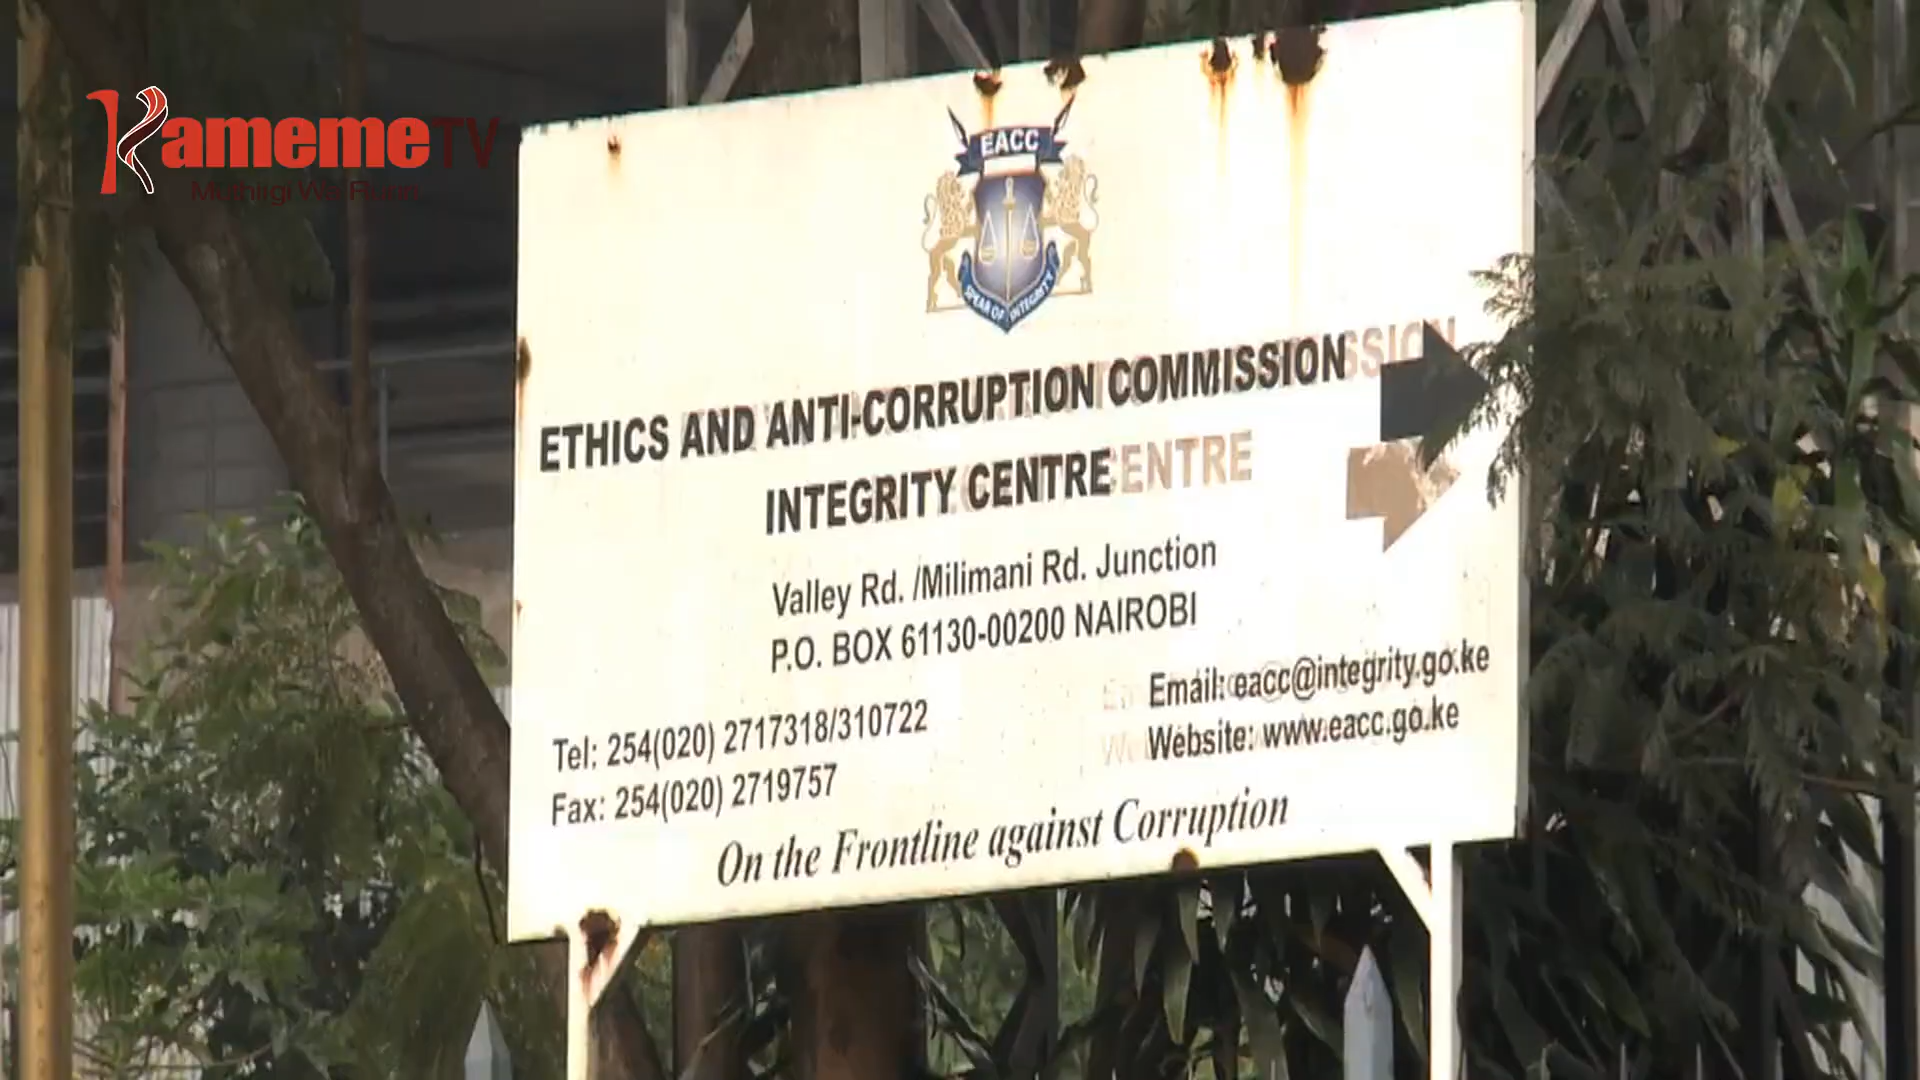 Kameme TV
EACC
SPEAR OF INTEGRITY
ETHICS AND ANTI-CORRUPTION COMMISSION
INTEGRITY CENTRE
Valley Rd. /Milimani Rd. Junction
P.O. BOX 61130-00200 NAIROBI
Email: eacc@integrity.go.ke
Website: www.eacc.go.ke
Tel: 254(020) 2717318/310722
Fax: 254(020) 2719757
On the Frontline against Corruption